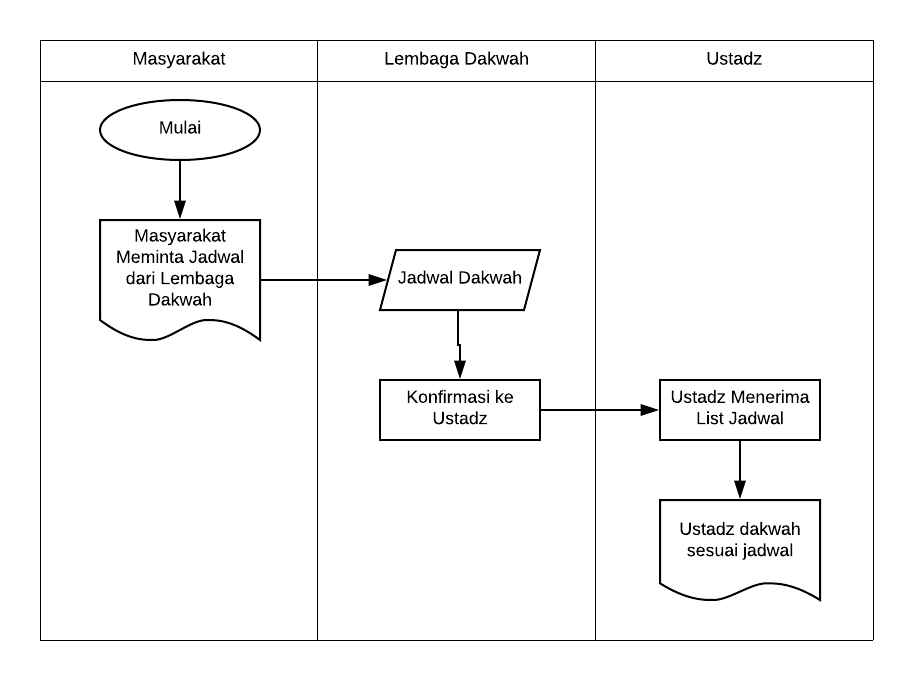 Masyarakat
Lembaga Dakwah
Ustadz
Mulai
Masyarakat
Meminta Jadwal
dari Lembaga
Dakwah
Jadwal Dakwah
Konfirmasi ke
Ustadz
Ustadz Menerima
List Jadwal
Ustadz dakwah
sesuai jadwal